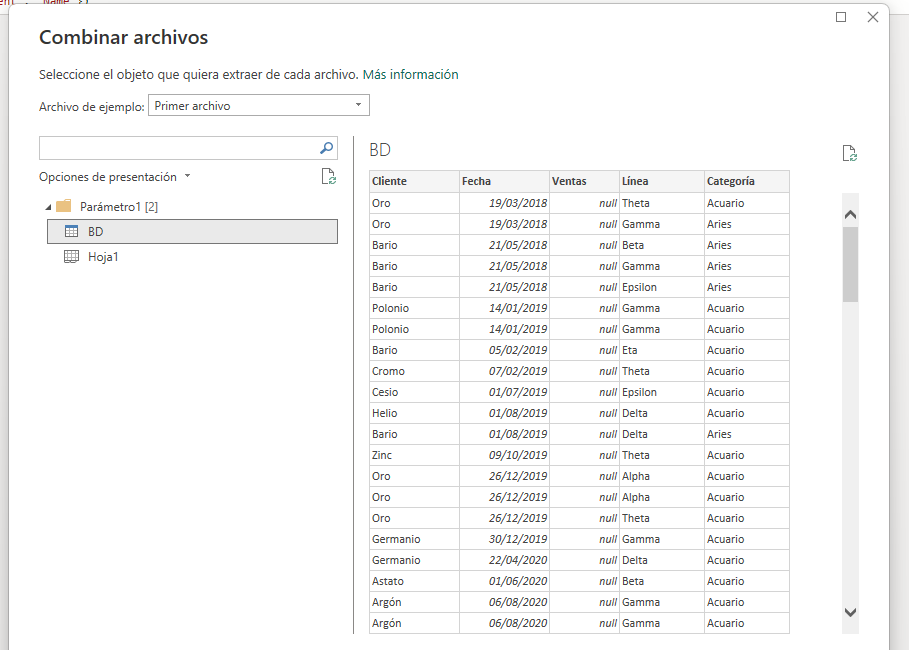 Name
Combinar archivos
Seleccione el objeto que quiera extraer de cada archivo. Más información
Archivo de ejemplo: Primer archivo
Opciones de presentación
Parámetro1 [2]
BD
Hoja1
BD
Cliente Fecha Ventas Línea Categoría
Oro 19/03/2018 null Theta Acuario
Oro 19/03/2018 null Gamma Aries
Bario 21/05/2018 null Beta Aries
Bario 21/05/2018 null Gamma Aries
Bario 21/05/2018 null Epsilon Aries
Polonio 14/01/2019 null Gamma Acuario
Polonio 14/01/2019 null Gamma Acuario
Bario 05/02/2019 null Eta Acuario
Cromo 07/02/2019 null Theta Acuario
Cesio 01/07/2019 null Epsilon Acuario
Helio 01/08/2019 null Delta Acuario
Bario 01/08/2019 null Delta Aries
Zinc 09/10/2019 null Theta Acuario
Oro 26/12/2019 null Alpha Acuario
Oro 26/12/2019 null Alpha Acuario
Oro 26/12/2019 null Theta Acuario
Germanio 30/12/2019 null Gamma Acuario
Germanio 22/04/2020 null Delta Acuario
Astato 01/06/2020 null Beta Acuario
Argón 06/08/2020 null Gamma Acuario
Argón 06/08/2020 null Gamma Acuario